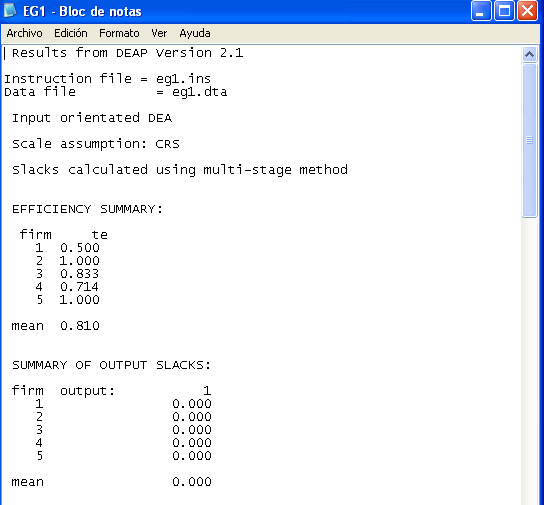 EG1 - Bloc de notas
Archivo Edición Formato Ver Ayuda
Results from DEAP Version 2.1
Instruction file = eg1.ins
Data file          = eg1.dta
Input orientated DEA
Scale assumption: CRS
Slacks calculated using multi-stage method
EFFICIENCY SUMMARY:
firm te
1 0.500
2 1.000
3 0.833
4 0.714
5 1.000
mean 0.810
SUMMARY OF OUTPUT SLACKS:
firm output: 1
1 0.000
2 0.000
3 0.000
4 0.000
5 0.000
mean 0.000